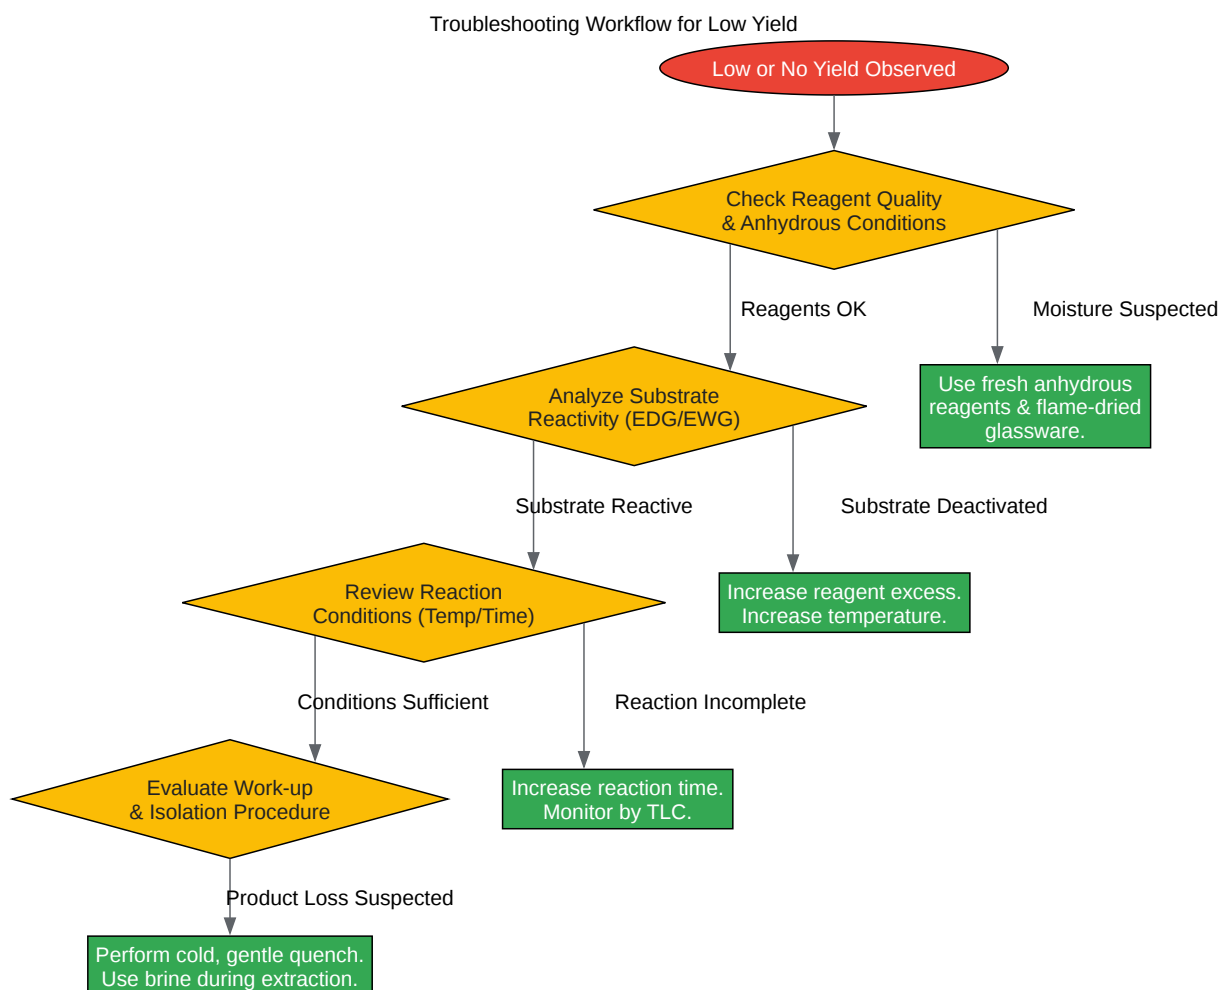 Troubleshooting Workflow for Low Yield
Low or No Yield Observed
Check Reagent Quality
& Anhydrous Conditions
Reagents OK
Moisture Suspected
Use fresh anhydrous
reagents & flame-dried
glassware.
Analyze Substrate
Reactivity (EDG/EWG)
Substrate Reactive
Substrate Deactivated
Increase reagent excess.
Increase temperature.
Review Reaction
Conditions (Temp/Time)
Conditions Sufficient
Reaction Incomplete
Increase reaction time.
Monitor by TLC.
Evaluate Work-up
& Isolation Procedure
Product Loss Suspected
Perform cold, gentle quench.
Use brine during extraction.